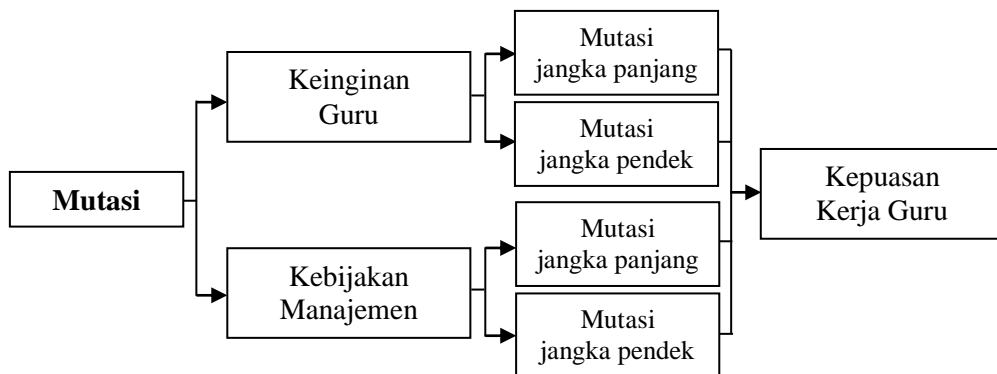 Mutasi
Keinginan
Guru
Kebijakan
Manajemen
Mutasi
jangka panjang
Mutasi
jangka pendek
Mutasi
jangka panjang
Mutasi
jangka pendek
Kepuasan
Kerja Guru